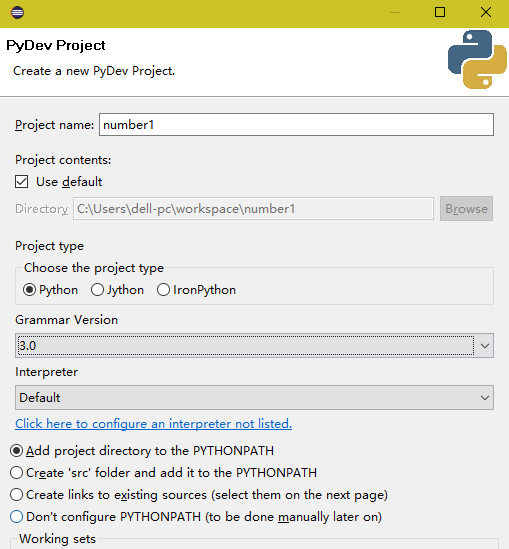 PyDev Project
Create a new PyDev Project.
Project name: number1
Project contents:
Use default
Directory C:\Users\dell-pc\workspace\number1 Browse
Project type
Choose the project type
Python Jython IronPython
Grammar Version
3.0
Interpreter
Default
Click here to configure an interpreter not listed.
Add project directory to the PYTHONPATH
Create 'src' folder and add it to the PYTHONPATH
Create links to existing sources (select them on the next page)
Don't configure PYTHONPATH (to be done manually later on)
Working sets